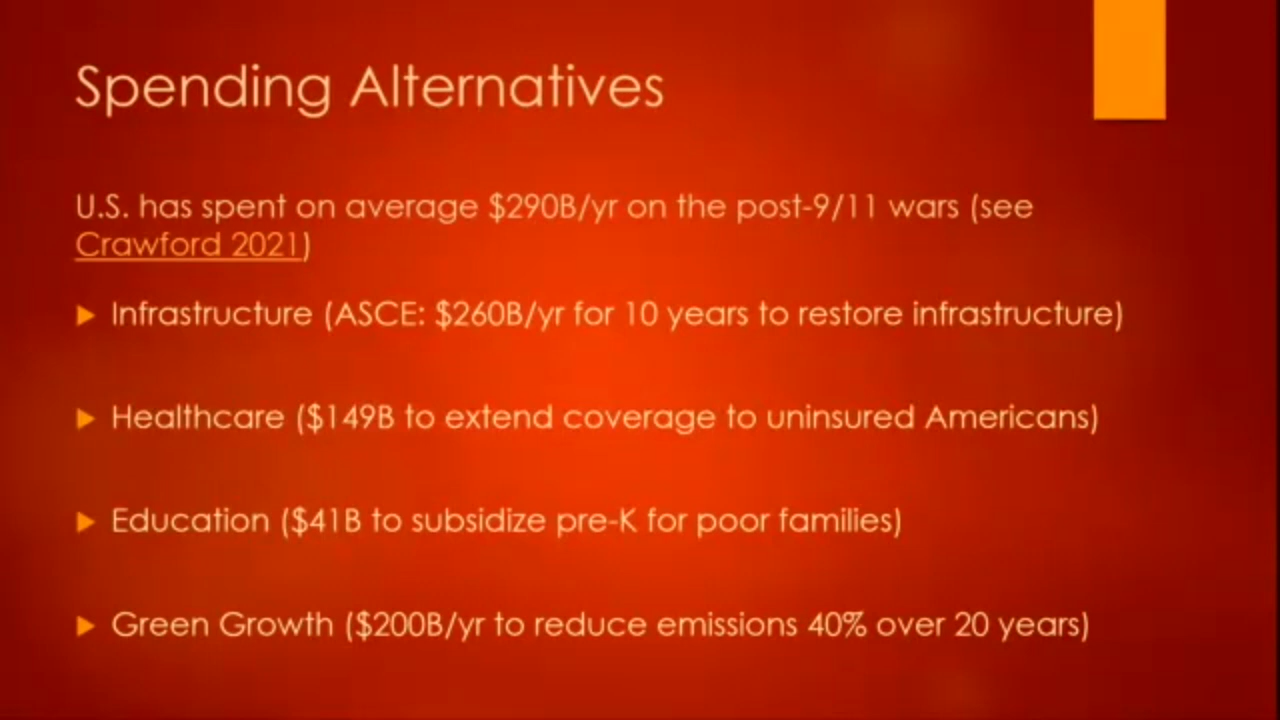 Spending Alternatives
U.S. has spent on average $290B/yr on the post-9/11 wars (see
Crawford 2021)
Infrastructure (ASCE: $260B/yr for 10 years to restore infrastructure)
Healthcare ($149B to extend coverage to uninsured Americans)
Education ($41B to subsidize pre-K for poor families)
Green Growth ($200B/yr to reduce emissions 40% over 20 years)